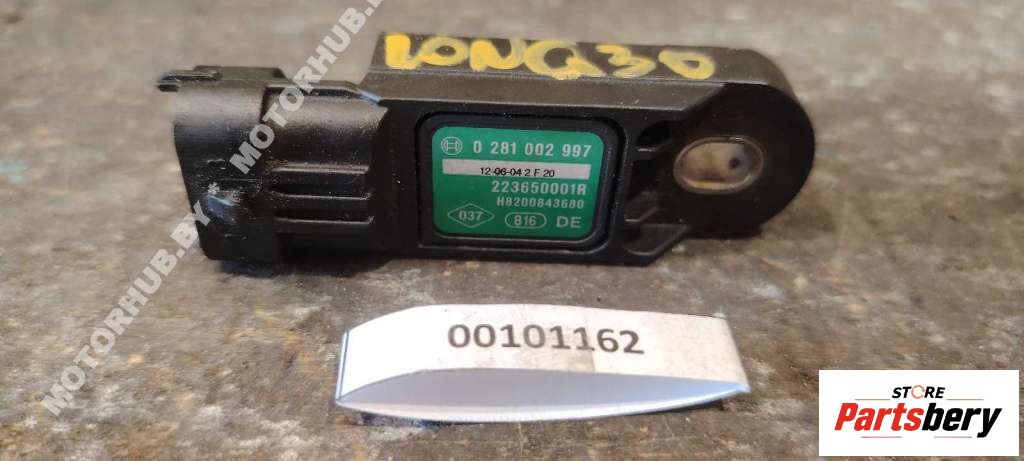 LONQ30
0 281 002 997
12-06-04 2 F 20
223650001R
H8200843680
037 816 DE
00101162
MOTORHUB.BY * MOTORHUB.BY
STORE
Partsbery